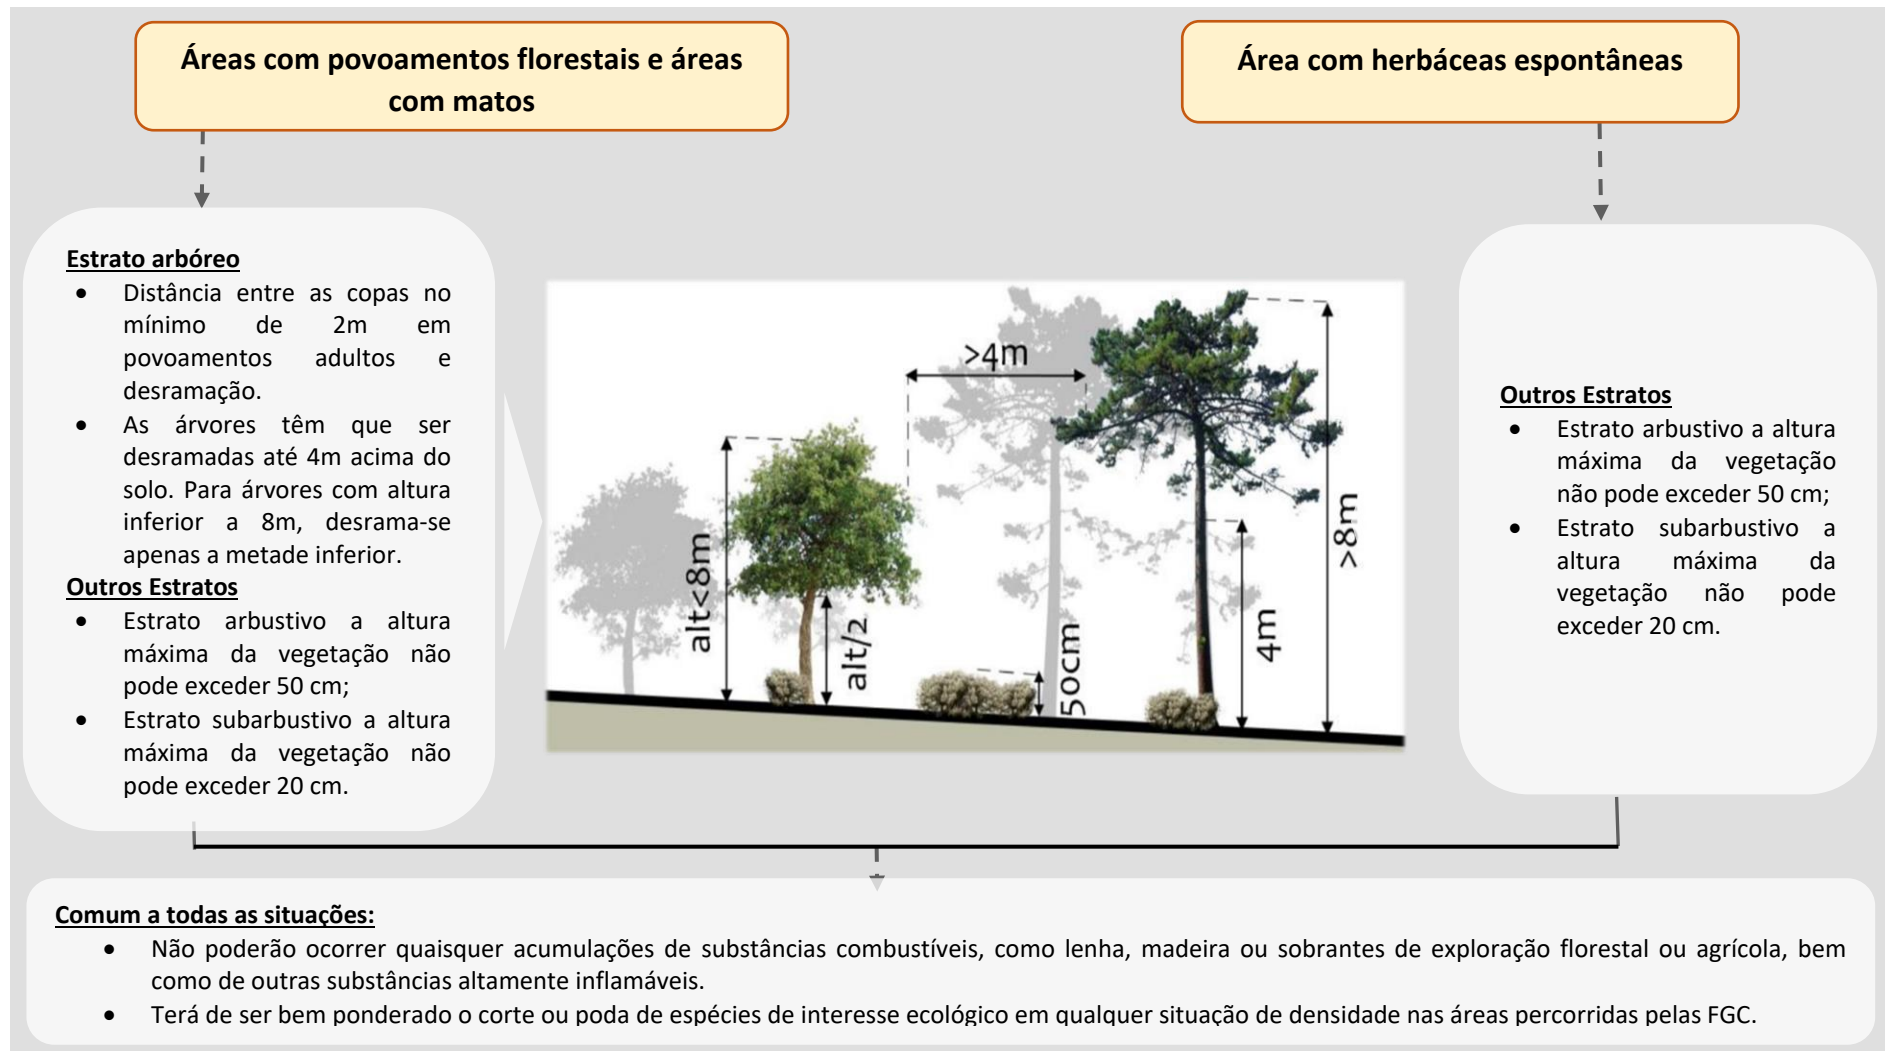 Áreas com povoamentos florestais e áreas
com matos
Área com herbáceas espontâneas
Estrato arbóreo
• Distância entre as copas no
mínimo de 2m em
povoamentos adultos e
desramação.
• As árvores têm que ser
desramadas até 4m acima do
solo. Para árvores com altura
inferior a 8m, desrama-se
apenas a metade inferior.
Outros Estratos
• Estrato arbustivo a altura
máxima da vegetação não
pode exceder 50 cm;
• Estrato subarbustivo a altura
máxima da vegetação não
pode exceder 20 cm.
alt<8m
alt/2
>4m
50cm
4m
>8m
Outros Estratos
• Estrato arbustivo a altura
máxima da vegetação
não pode exceder 50 cm;
• Estrato subarbustivo a
altura máxima da
vegetação não pode
exceder 20 cm.
Comum a todas as situações:
• Não poderão ocorrer quaisquer acumulações de substâncias combustíveis, como lenha, madeira ou sobrantes de exploração florestal ou agrícola, bem
como de outras substâncias altamente inflamáveis.
• Terá de ser bem ponderado o corte ou poda de espécies de interesse ecológico em qualquer situação de densidade nas áreas percorridas pelas FGC.